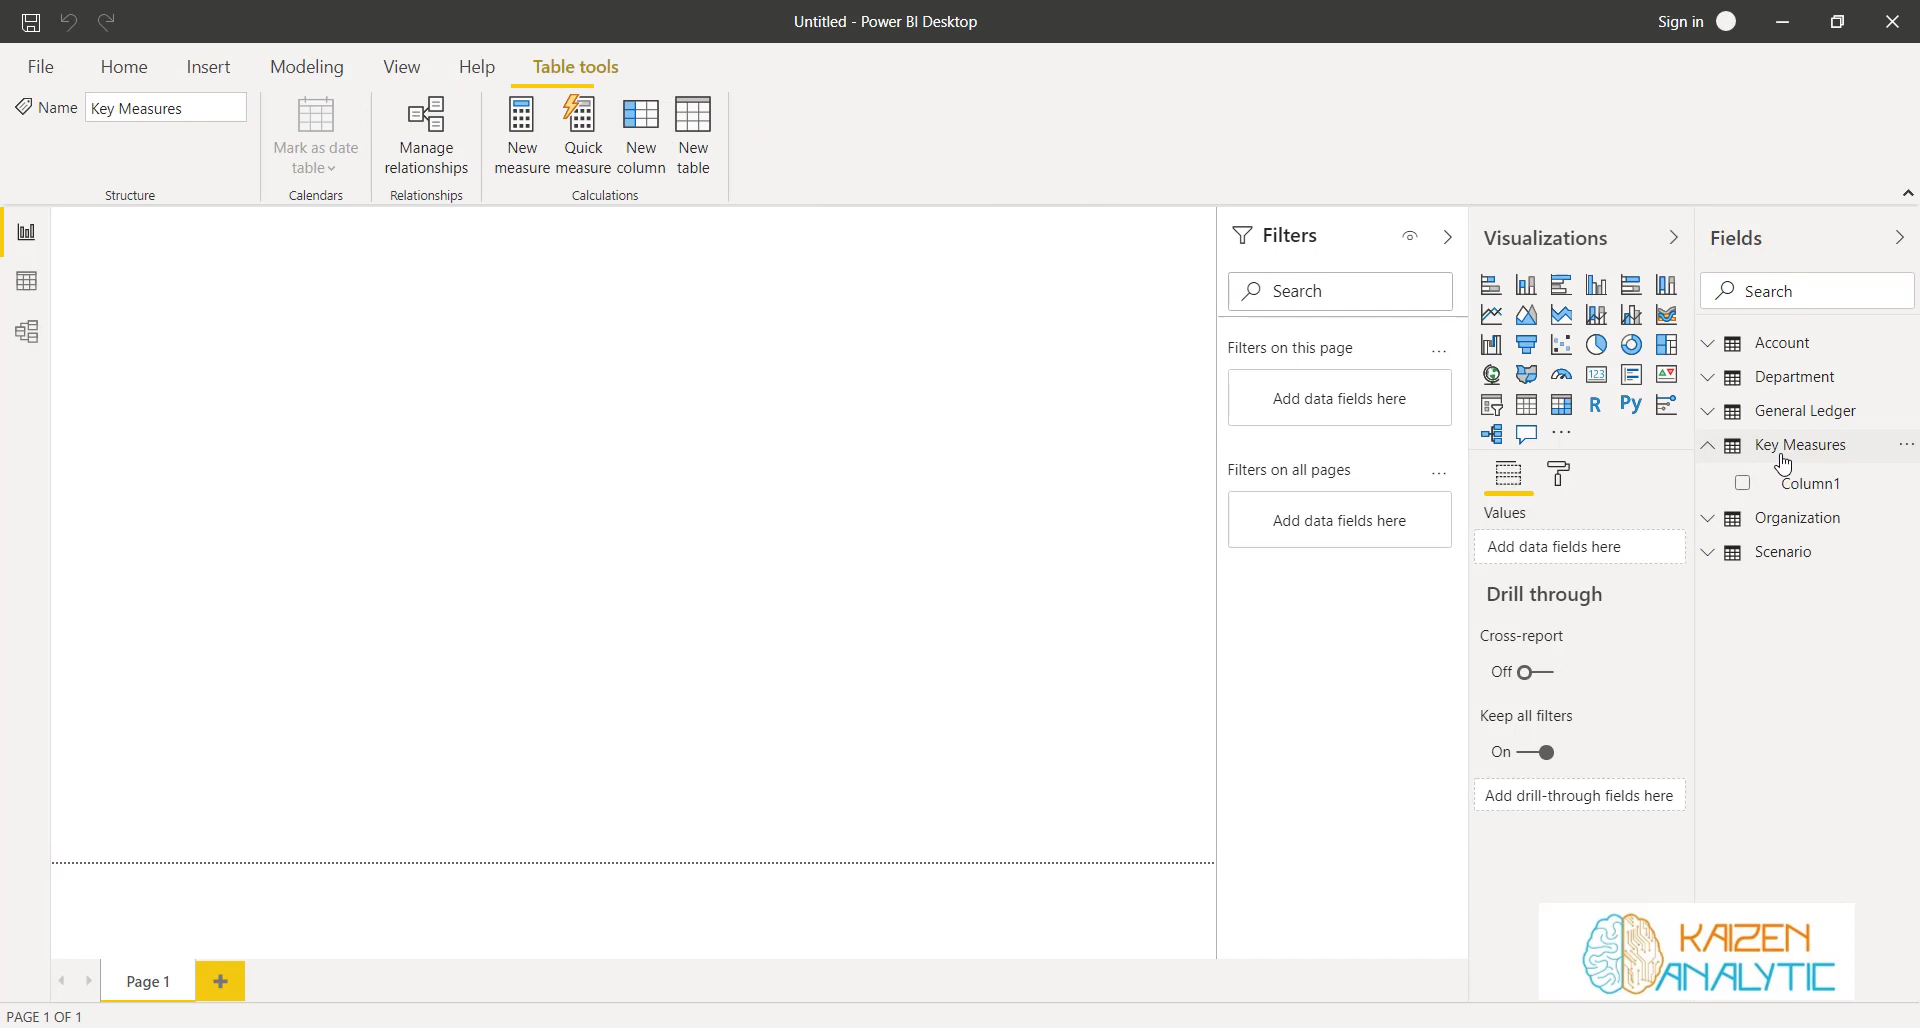 Untitled - Power BI Desktop
Sign in
File
Home
Insert
Modeling
View
Help
Table tools
Name
Key Measures
Structure
Mark as date
table
Calendars
Manage
relationships
Relationships
New
measure
Quick
measure
New
column
New
table
Calculations
Filters
Search
Filters on this page
...
Add data fields here
Filters on all pages
...
Add data fields here
Visualizations
123
R
Py
...
Values
Add data fields here
Drill through
Cross-report
Off
Keep all filters
On
Add drill-through fields here
Fields
Search
Account
Department
General Ledger
Key Measures
...
Column1
Organization
Scenario
KAIZEN
ANALYTIC
Page 1
PAGE 1 OF 1